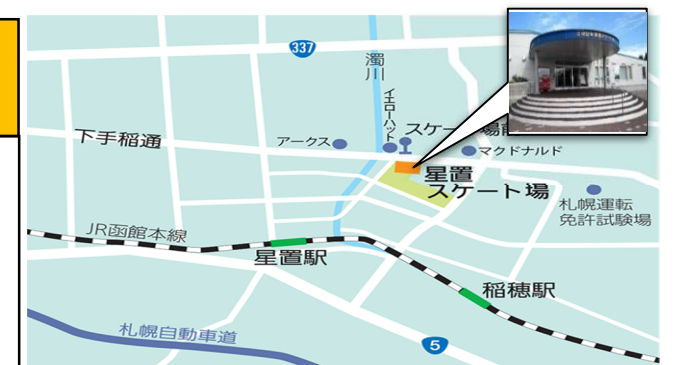 337
濁川
イエローハット
スケート場前
下手稲通
アークス
マクドナルド
星置
スケート場
札幌運転
免許試験場
JR函館本線
星置駅
稲穂駅
札幌自動車道
5